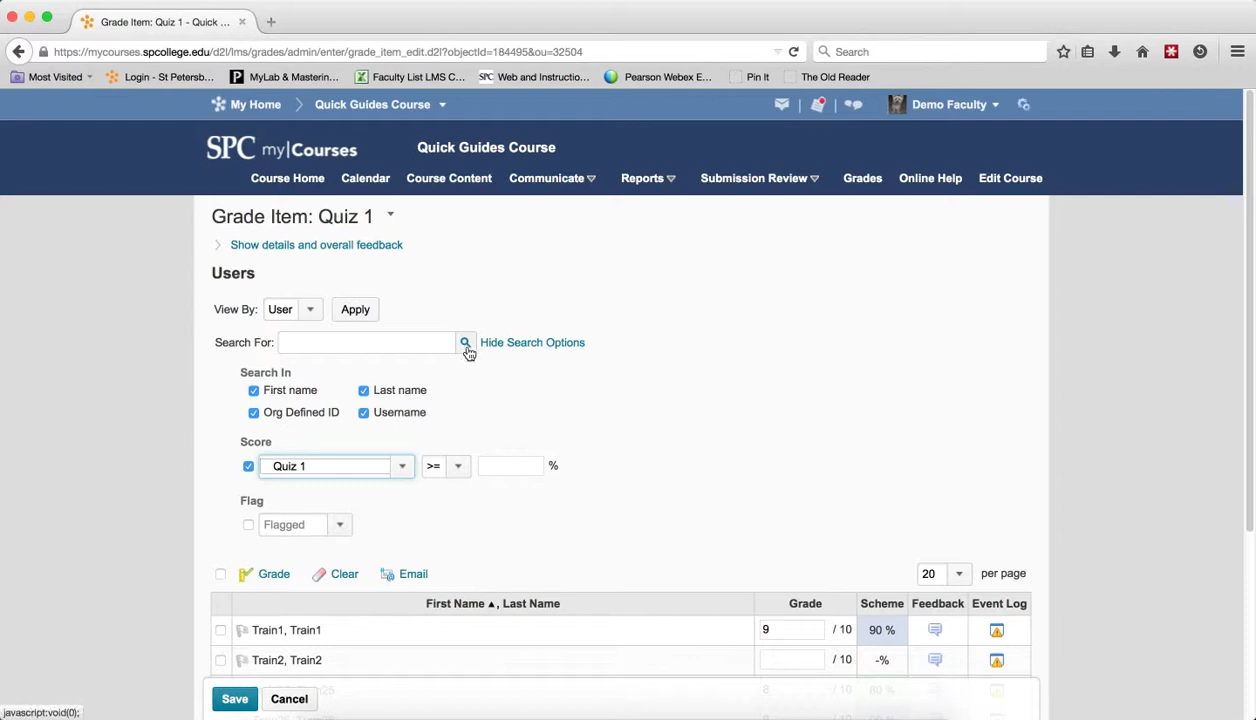 Grade Item: Quiz 1 - Quick ...
https://mycourses.spcollege.edu/d2l/lms/grades/admin/enter/grade_item_edit.d2l?objectId=184495&ou=32504
Search
Most Visited
Login - St Petersb...
MyLab & Mastering...
Faculty List LMS C...
SPC Web and Instructio...
Pearson Webex E...
Pin It
The Old Reader
My Home
Quick Guides Course
Demo Faculty
SPC my|Courses
Quick Guides Course
Course Home
Calendar
Course Content
Communicate
Reports
Submission Review
Grades
Online Help
Edit Course
Grade Item: Quiz 1
Show details and overall feedback
Users
View By: User Apply
Search For: Hide Search Options
Search In
First name Last name
Org Defined ID Username
Score
Quiz 1 >= %
Flag
Flagged
Grade Clear Email 20 per page
First Name ▲, Last Name Grade Scheme Feedback Event Log
Train1, Train1 9 / 10 90 %
Train2, Train2 / 10 -%
8 / 10 80 %
Save Cancel
javascript:void(0);